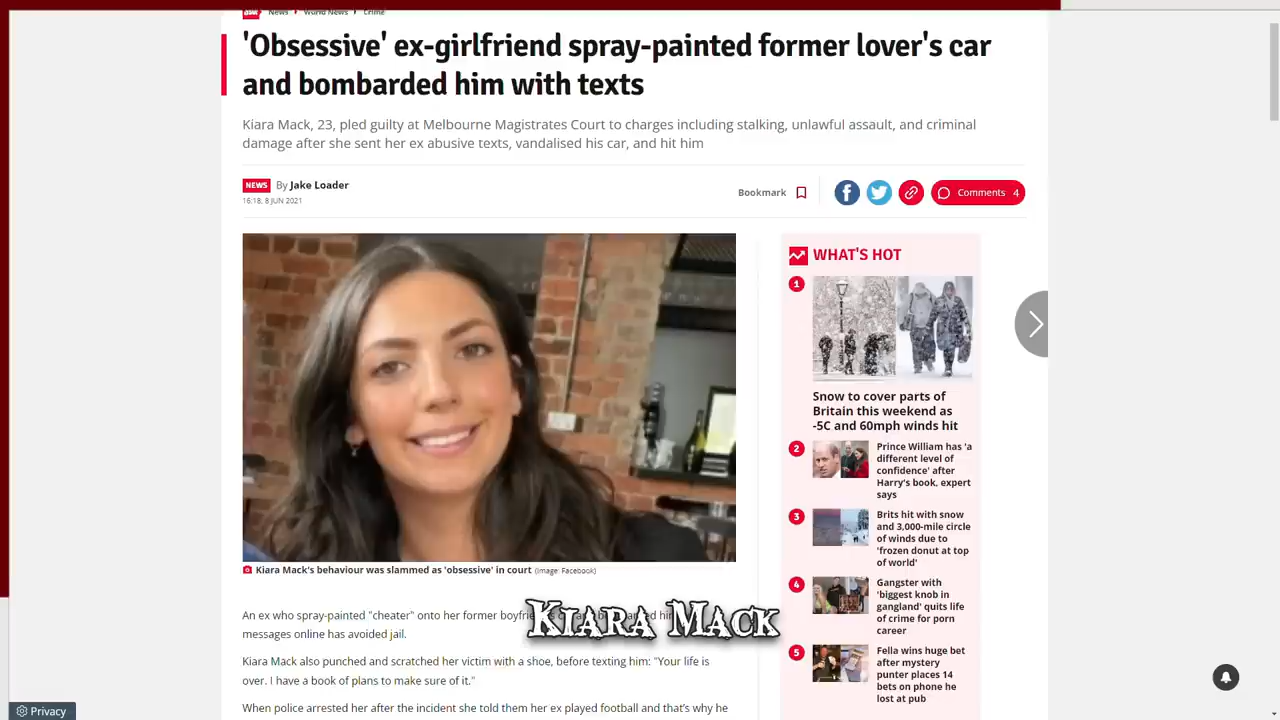 News
World News
Crime
'Obsessive' ex-girlfriend spray-painted former lover's car
and bombarded him with texts
Kiara Mack, 23, pled guilty at Melbourne Magistrates Court to charges including stalking, unlawful assault, and criminal
damage after she sent her ex abusive texts, vandalised his car, and hit him
NEWS By Jake Loader
16:18, 8 JUN 2021
Bookmark
Comments 4
WHAT'S HOT
1
Snow to cover parts of
Britain this weekend as
-5C and 60mph winds hit
2
Prince William has 'a
different level of
confidence' after
Harry's book, expert
says
3
Brits hit with snow
and 3,000-mile circle
of winds due to
'frozen donut at top
of world'
4
Gangster with
'biggest knob in
gangland' quits life
of crime for porn
career
5
Fella wins huge bet
after mystery
punter places 14
bets on phone he
lost at pub
Kiara Mack's behaviour was slammed as 'obsessive' in court (Image: Facebook)
An ex who spray-painted "cheater" onto her former
messages online has avoided jail.
Kiara Mack
Kiara Mack also punched and scratched her victim with a shoe, before texting him: "Your life is
over. I have a book of plans to make sure of it."
When police arrested her after the incident she told them her ex played football and that's why he
Privacy